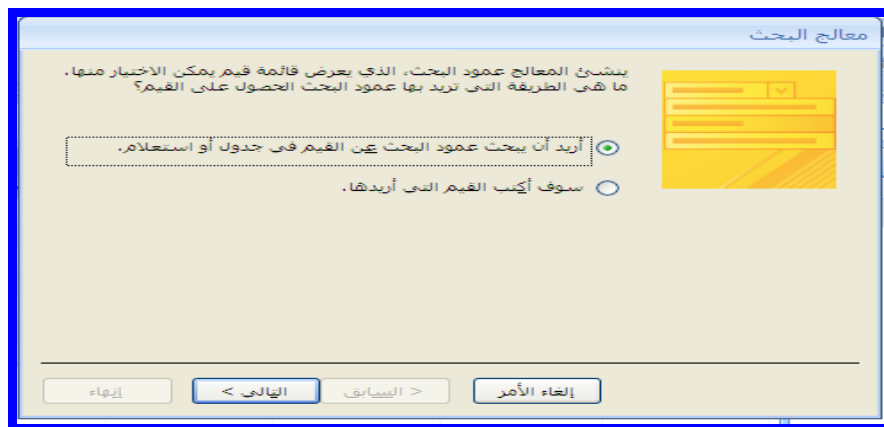 معالج البحث
ينشئ المعالج عمود البحث، الذي يعرض قائمة قيم يمكن الاختيار منها.
ما هي الطريقة التي تريد بها عمود البحث الحصول على القيم؟
أريد أن يبحث عمود البحث عن القيم في جدول أو استعلام.
سوف أكتب القيم التي أريدها.
إلغاء الأمر
< السابق
التالي >
إنهاء